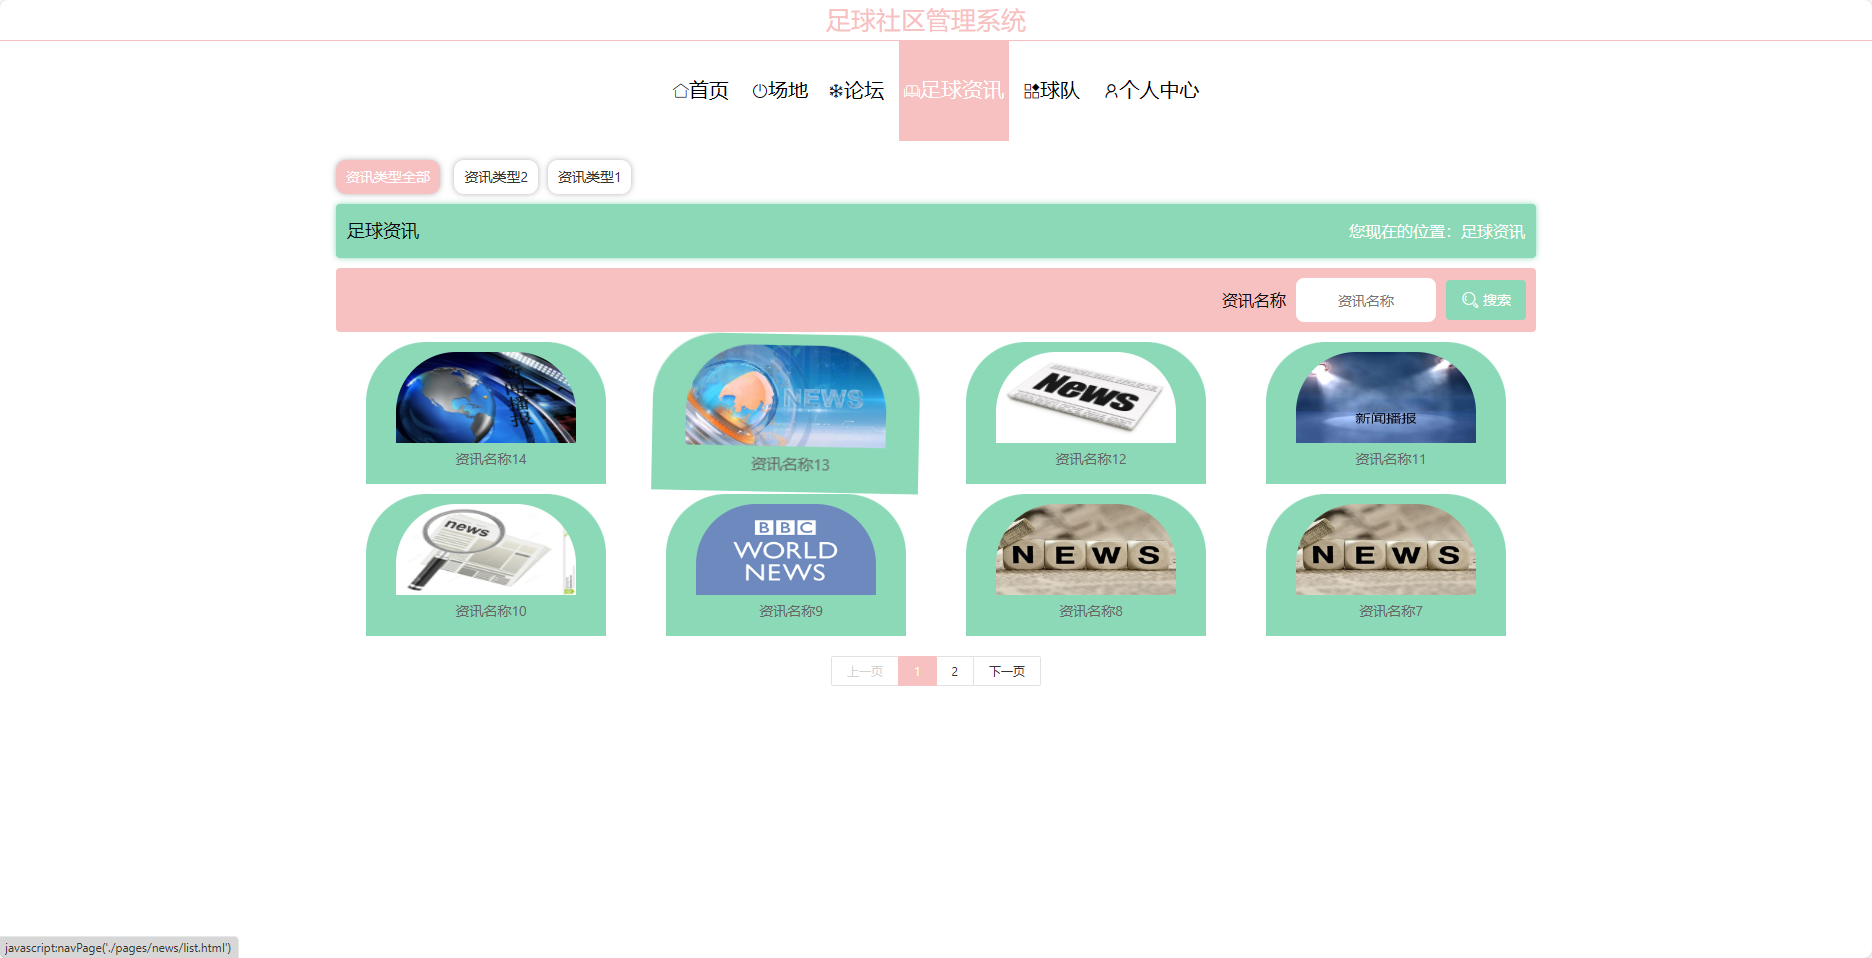 足球社区管理系统
首页 场地 论坛 足球资讯 球队 个人中心
资讯类型全部 资讯类型2 资讯类型1
足球资讯 您现在的位置：足球资讯
资讯名称 资讯名称 搜索
新闻播报
NEWS
News
新闻播报
资讯名称14 资讯名称13 资讯名称12 资讯名称11
news
BBC
WORLD
NEWS
NEWS
NEWS
资讯名称10 资讯名称9 资讯名称8 资讯名称7
上一页 1 2 下一页
javascript:navPage('./pages/news/list.html')